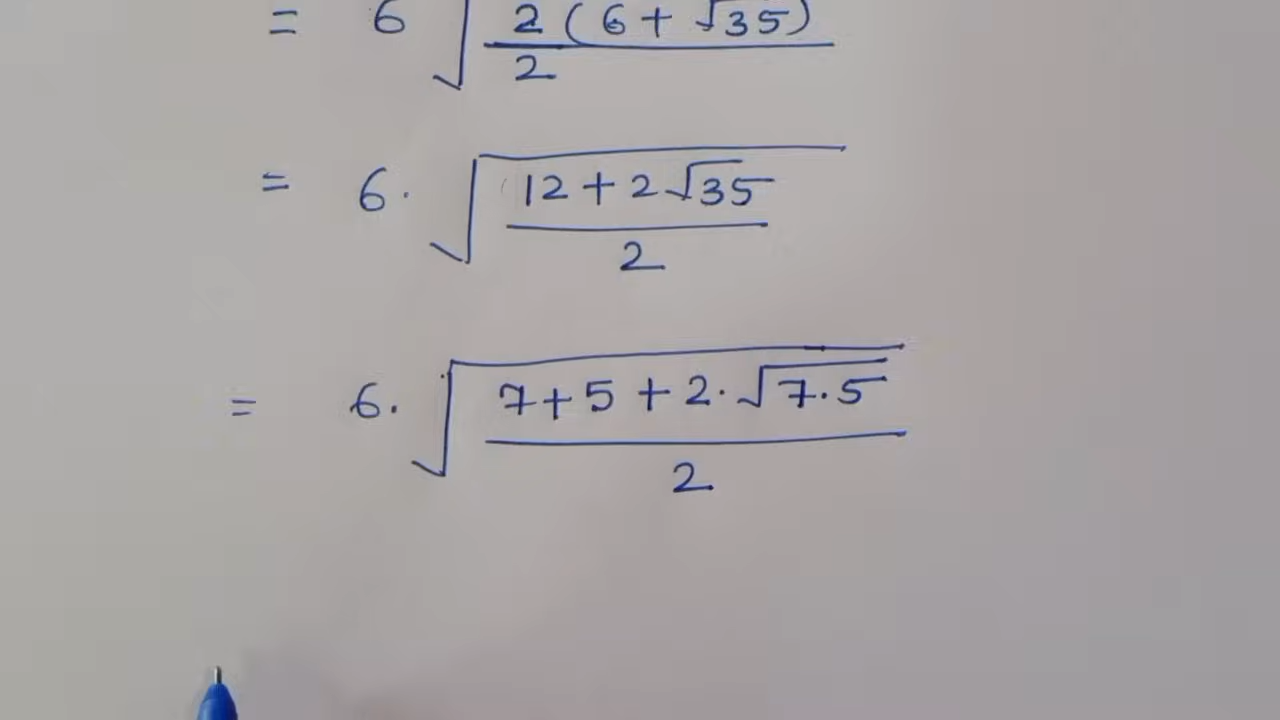 = 6 √(2(6+√35)/2)
= 6. √((12+2√35)/2)
= 6. √((7+5+2.√(7.5))/2)